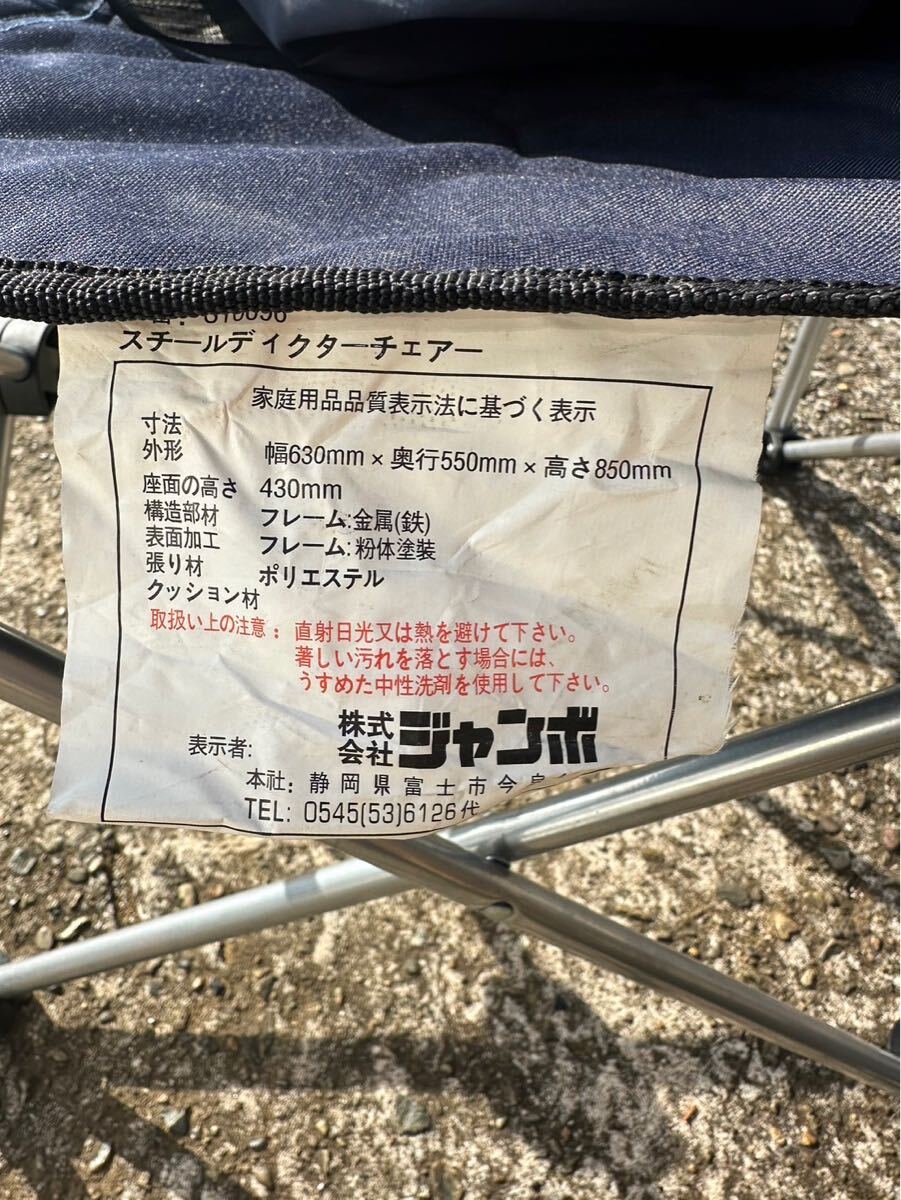 スチールディクターチェアー
家庭用品品質表示法に基づく表示
寸法
外形 幅630mm×奥行550mm×高さ850mm
座面の高さ 430mm
構造部材 フレーム:金属(鉄)
表面加工 フレーム:粉体塗装
張り材 ポリエステル
クッション材
取扱い上の注意: 直射日光又は熱を避けて下さい。
著しい汚れを落とす場合には、
うすめた中性洗剤を使用して下さい。
表示者: 株式会社ジャンボ
本社: 静岡県富士市今
TEL: 0545(53)6126代